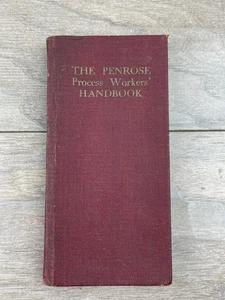 THE PENROSE
Process Workers'
HANDBOOK